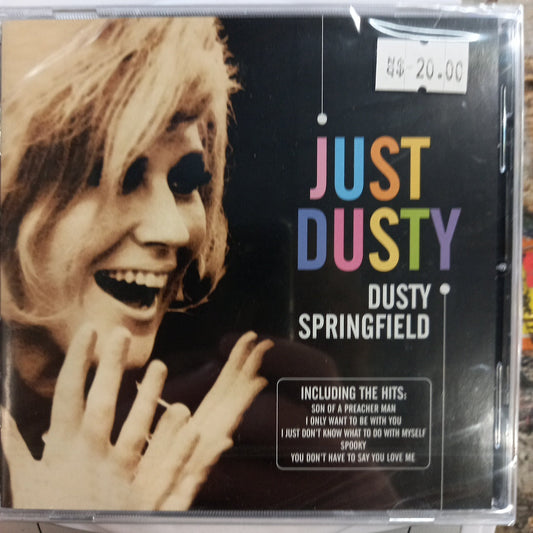 N$ 20.00
JUST
DUSTY
DUSTY
SPRINGFIELD
INCLUDING THE HITS:
SON OF A PREACHER MAN
I ONLY WANT TO BE WITH YOU
I JUST DON'T KNOW WHAT TO DO WITH MYSELF
SPOOKY
YOU DON'T HAVE TO SAY YOU LOVE ME